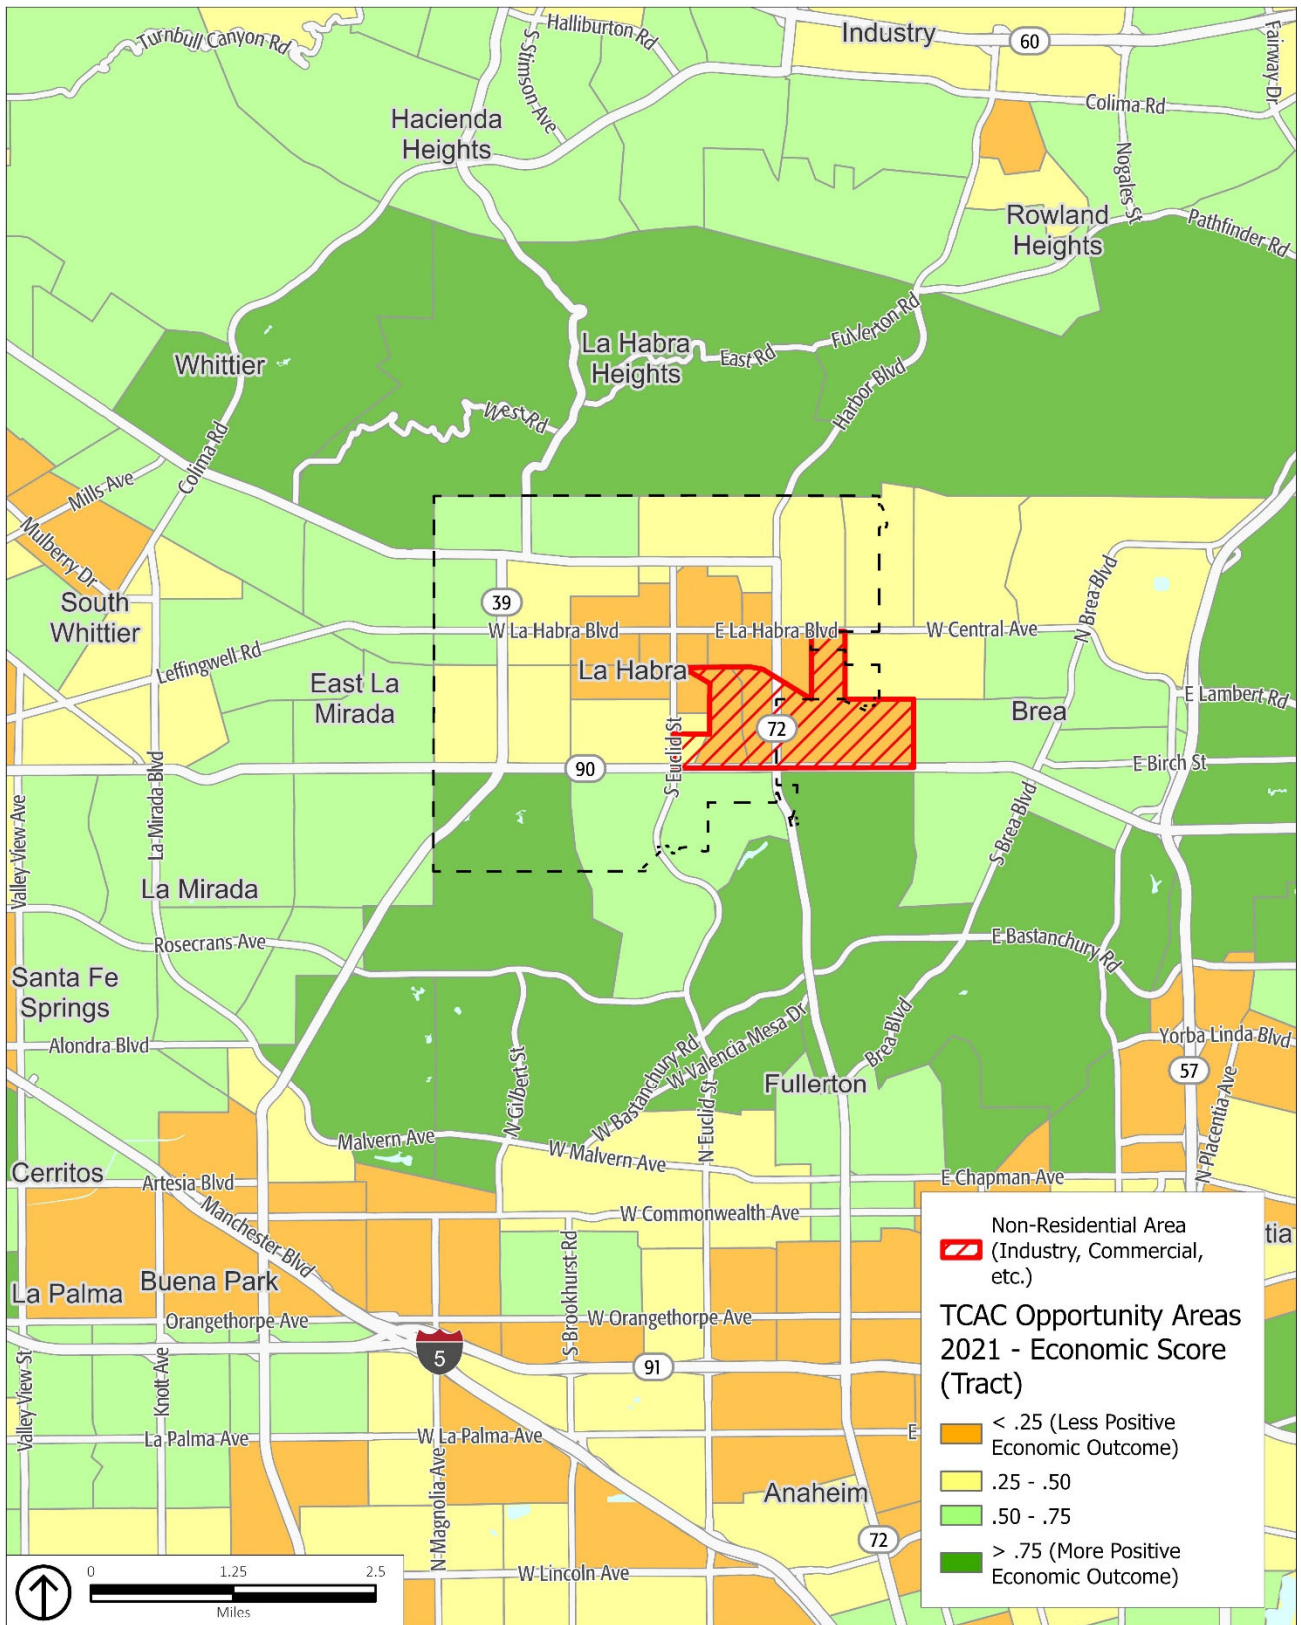 Turnbull Canyon Rd
Halliburton Rd
S Stimson Ave
Industry
60
Fairway Dr
Colima Rd
Hacienda
Heights
Nogales St
Rowland
Heights
Pathfinder Rd
Fullerton Rd
Whittier
La Habra
Heights
East Rd
Harbor Blvd
West Rd
Colima Rd
Mills Ave
Mulberry Dr
South
Whittier
39
N Brea Blvd
W La Habra Blvd
E La Habra Blvd
W Central Ave
Leffingwell Rd
La Habra
East La
Mirada
E Lambert Rd
Brea
S Euclid St
72
90
E Birch St
La Mirada Blvd
Valley View Ave
S Brea Blvd
La Mirada
Rosecrans Ave
E Bastanchury Rd
Santa Fe
Springs
Alondra Blvd
Yorba Linda Blvd
57
W Valencia Mesa Dr
W Bastanchury Rd
Brea Blvd
N Gilbert St
Fullerton
N Euclid St
N Placentia Ave
Malvern Ave
W Malvern Ave
Cerritos
Artesia Blvd
E Chapman Ave
Manchester Blvd
W Commonwealth Ave
tia
La Palma
Buena Park
S Brookhurst Rd
Orangethorpe Ave
W Orangethorpe Ave
5
91
Valley View St
Knott Ave
La Palma Ave
W La Palma Ave
E
N Magnolia Ave
Anaheim
72
W Lincoln Ave
Non-Residential Area
(Industry, Commercial,
etc.)
TCAC Opportunity Areas
2021 - Economic Score
(Tract)
< .25 (Less Positive
Economic Outcome)
.25 - .50
.50 - .75
> .75 (More Positive
Economic Outcome)
0 1.25 2.5
Miles